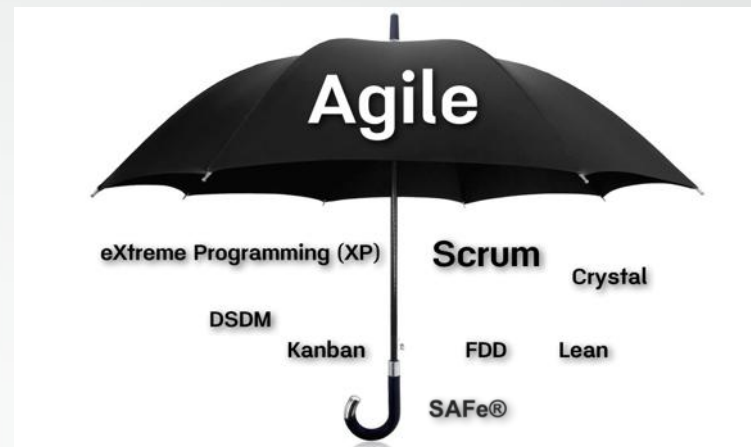 Agile
eXtreme Programming (XP)
Scrum
Crystal
DSDM
Kanban
FDD
Lean
SAFe®